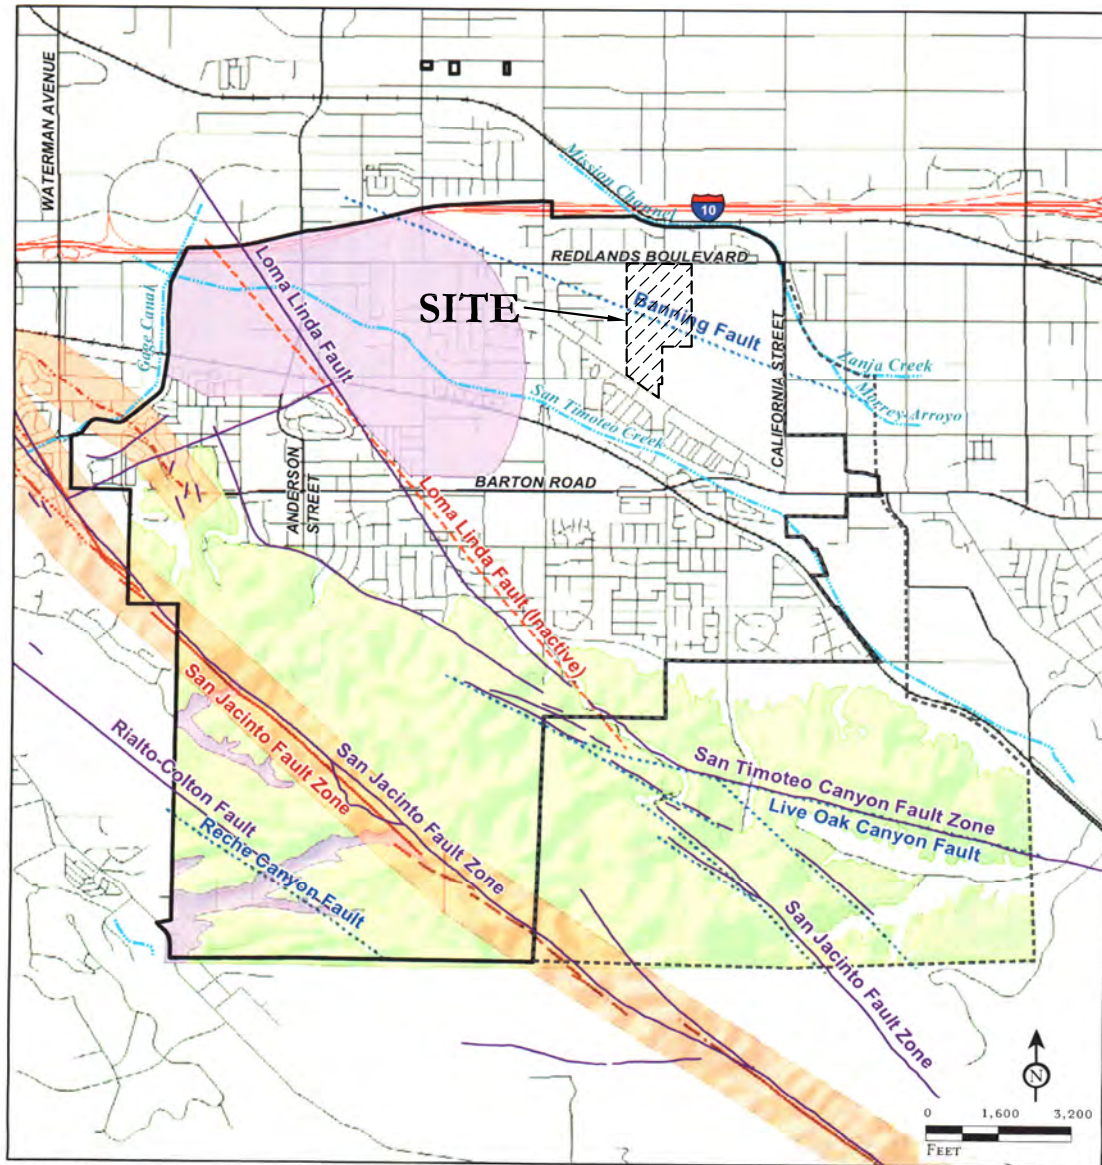 WATERMAN AVENUE
Mission Channel
10
REDLANDS BOULEVARD
Gage Canal
Loma Linda Fault
SITE
Banning Fault
CALIFORNIA STREET
Zanja Creek
Morrey-Arroyo
San Timoteo Creek
ANDERSON
STREET
BARTON ROAD
Loma Linda Fault (Inactive)
San Jacinto Fault Zone
San Jacinto Fault Zone
Rialto-Colton Fault
Reche Canyon Fault
San Timoteo Canyon Fault Zone
Live Oak Canyon Fault
San Jacinto Fault Zone
N
0 1,600 3,200
FEET